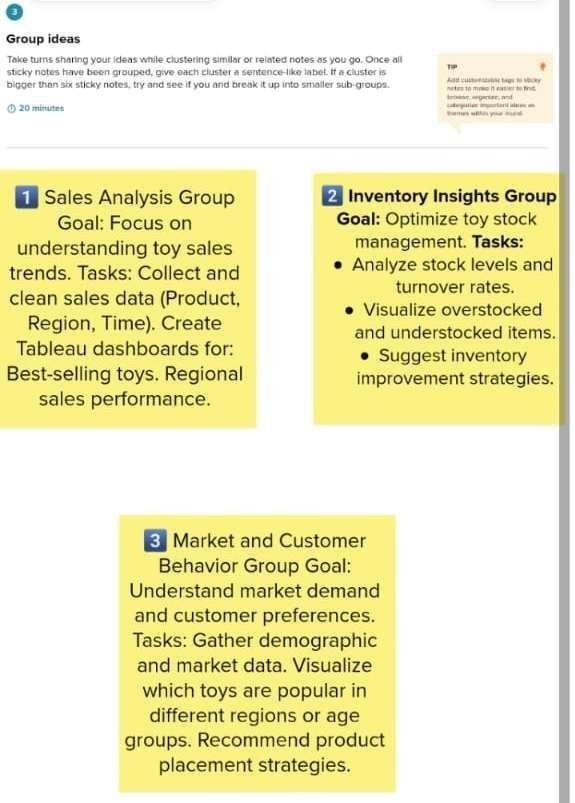 3
Group ideas
Take turns sharing your ideas while clustering similar or related notes as you go. Once all
sticky notes have been grouped, give each cluster a sentence-like label. If a cluster is
bigger than six sticky notes, try and see if you and break it up into smaller sub-groups.
20 minutes
TIP
Add customizable tags to sticky
notes to make it easier to find,
browse, organize, and
categorize important ideas as
themes within your mural.
1 Sales Analysis Group
Goal: Focus on
understanding toy sales
trends. Tasks: Collect and
clean sales data (Product,
Region, Time). Create
Tableau dashboards for:
Best-selling toys. Regional
sales performance.
2 Inventory Insights Group
Goal: Optimize toy stock
management. Tasks:
• Analyze stock levels and
turnover rates.
• Visualize overstocked
and understocked items.
• Suggest inventory
improvement strategies.
3 Market and Customer
Behavior Group Goal:
Understand market demand
and customer preferences.
Tasks: Gather demographic
and market data. Visualize
which toys are popular in
different regions or age
groups. Recommend product
placement strategies.